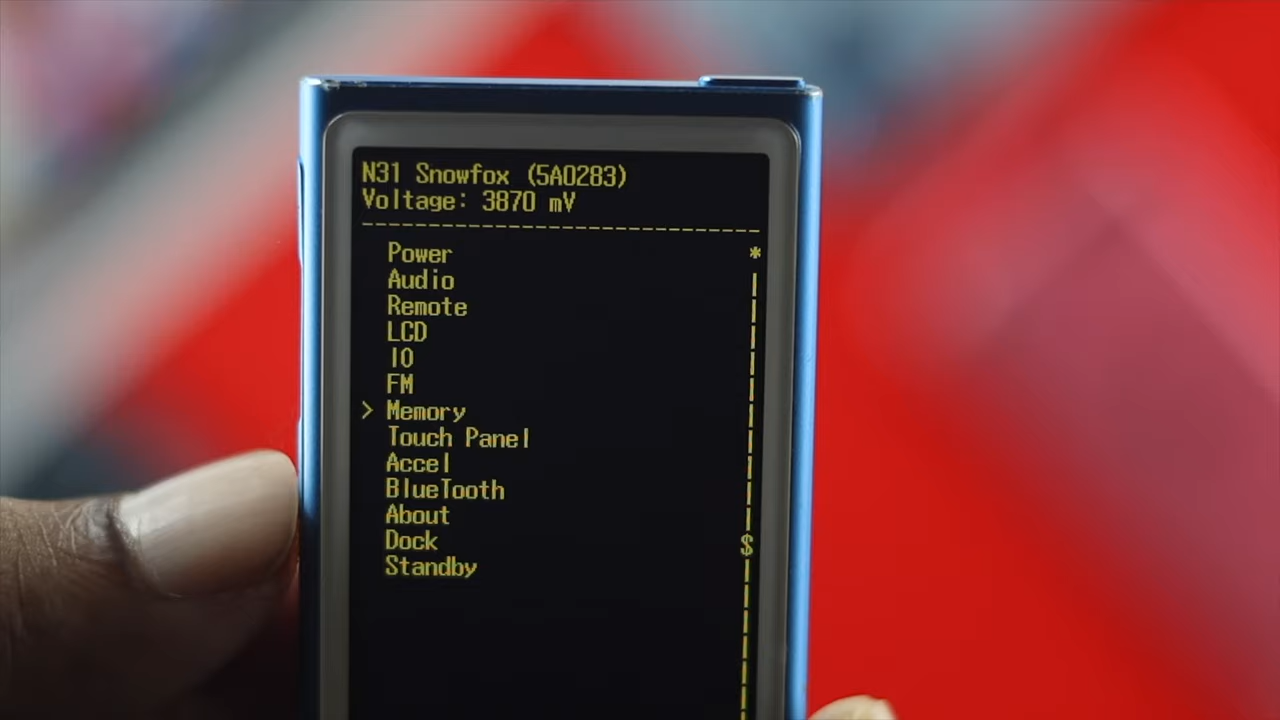 N31 Snowfox (5A0283)
Voltage: 3870 mV
--------------------------
Power *
Audio |
Remote |
LCD |
IO |
FM |
> Memory |
Touch Panel |
Accel |
BlueTooth |
About |
Dock $
Standby |